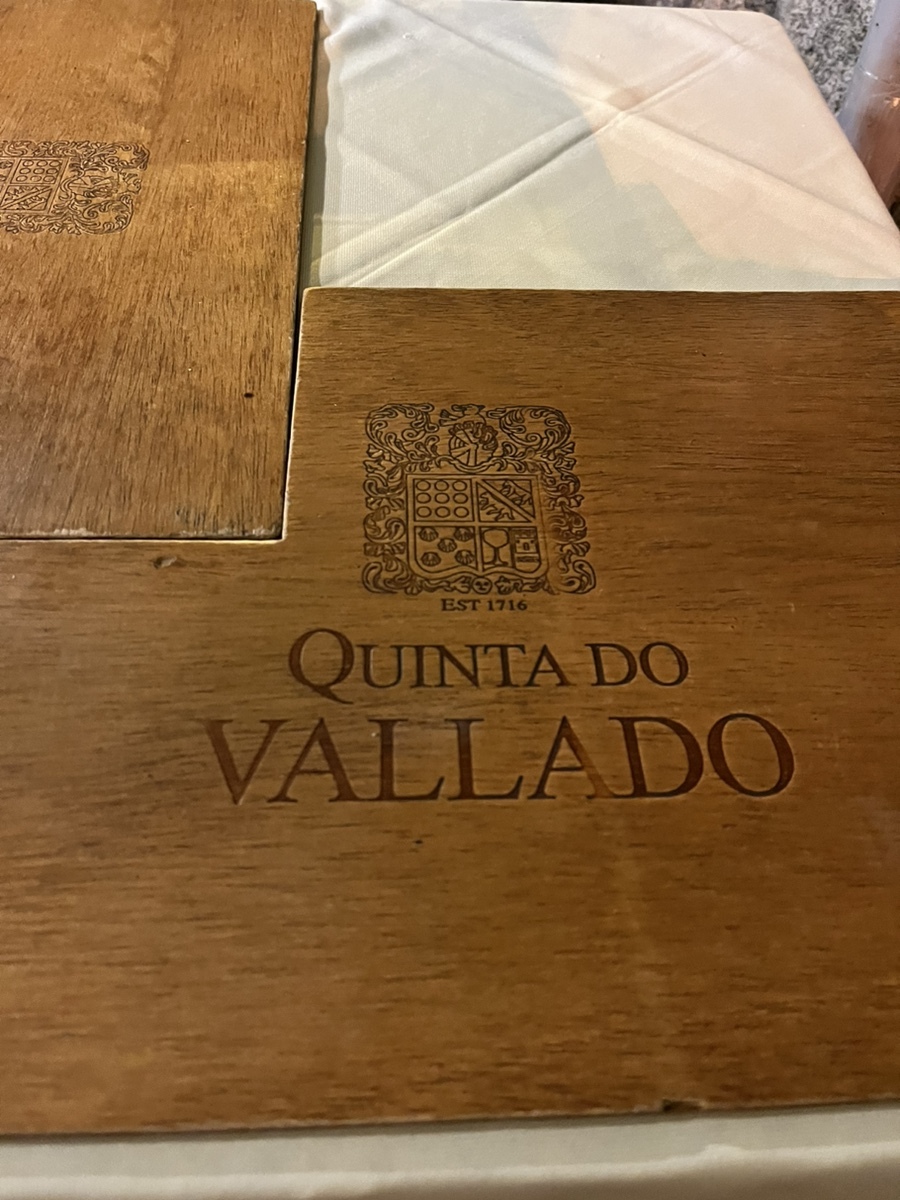 EST 1716
QUINTA DO
VALLADO